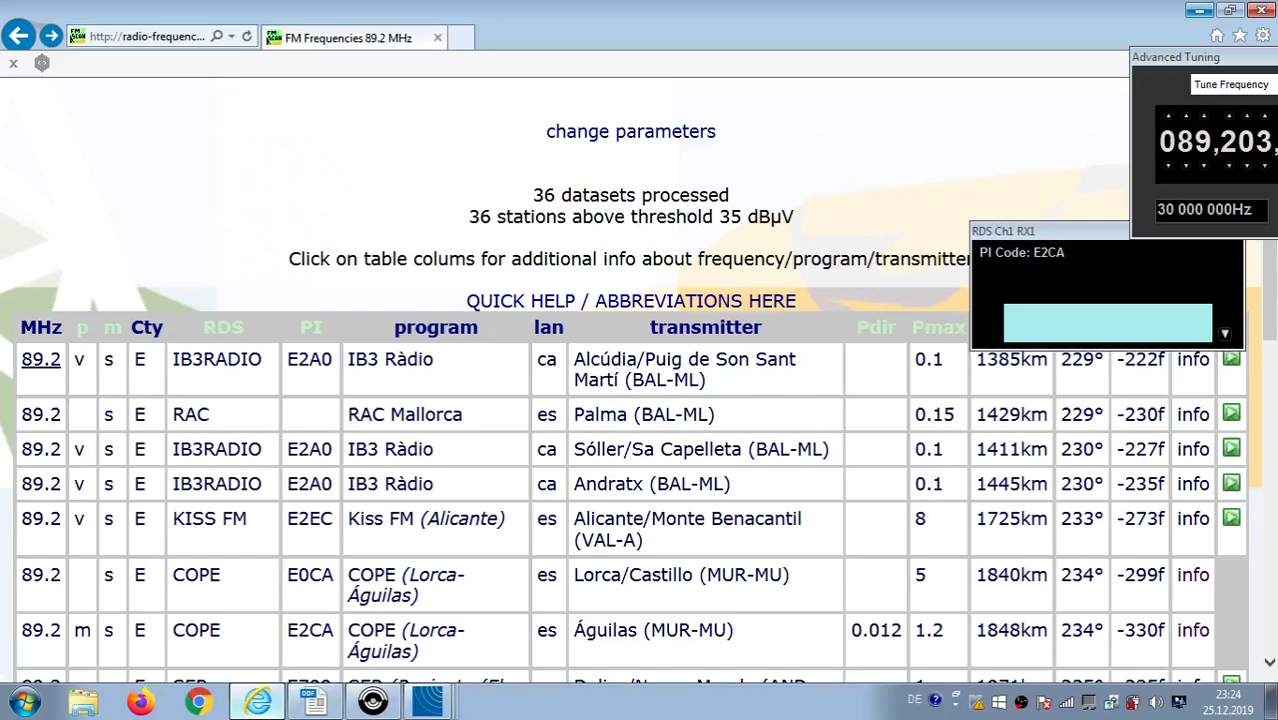 http://radio-frequenc...
FM Frequencies 89.2 MHz
Advanced Tuning
Tune Frequency
089,203,
30 000 000Hz
change parameters
36 datasets processed
36 stations above threshold 35 dBµV
Click on table colums for additional info about frequency/program/transmitter
RDS Ch1 RX1
PI Code: E2CA
QUICK HELP / ABBREVIATIONS HERE
MHz p m Cty RDS PI program lan transmitter Pdir Pmax
89.2 v s E IB3RADIO E2A0 IB3 Ràdio ca Alcúdia/Puig de Son Sant 0.1 1385km 229° -222f info
Martí (BAL-ML)
89.2 s E RAC RAC Mallorca es Palma (BAL-ML) 0.15 1429km 229° -230f info
89.2 v s E IB3RADIO E2A0 IB3 Ràdio ca Sóller/Sa Capelleta (BAL-ML) 0.1 1411km 230° -227f info
89.2 v s E IB3RADIO E2A0 IB3 Ràdio ca Andratx (BAL-ML) 0.1 1445km 230° -235f info
89.2 v s E KISS FM E2EC Kiss FM (Alicante) es Alicante/Monte Benacantil 8 1725km 233° -273f info
(VAL-A)
89.2 s E COPE E0CA COPE (Lorca- es Lorca/Castillo (MUR-MU) 5 1840km 234° -299f info
Águilas)
89.2 m s E COPE E2CA COPE (Lorca- es Águilas (MUR-MU) 0.012 1.2 1848km 234° -330f info
Águilas)
DE
23:24
25.12.2019